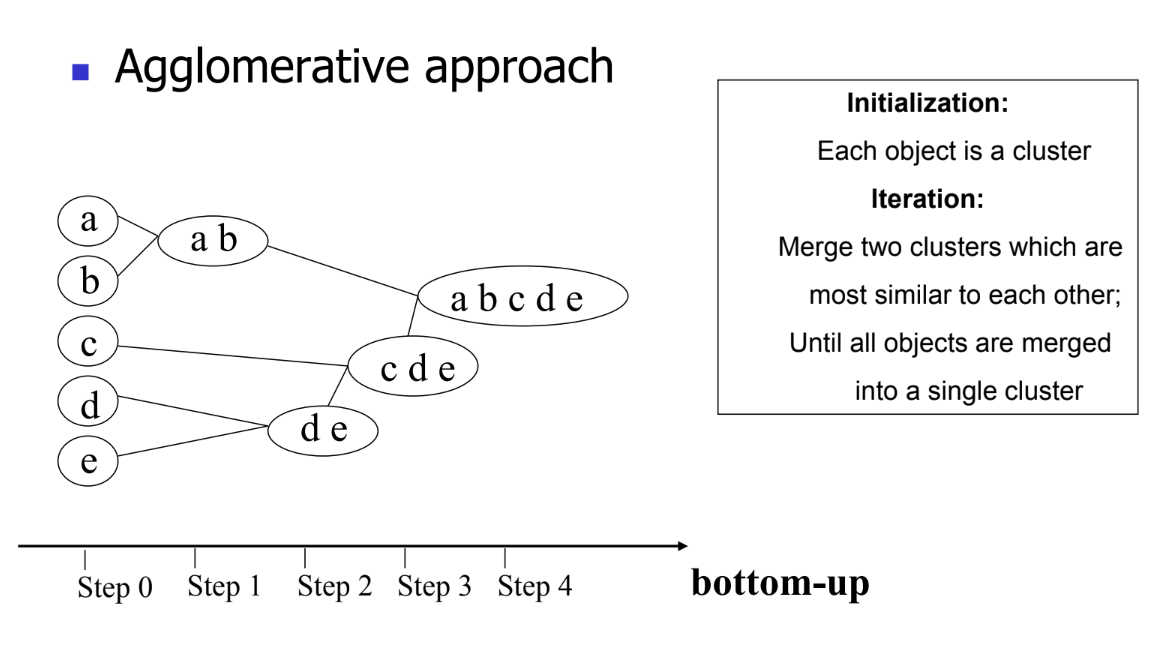 Agglomerative approach
Initialization:
Each object is a cluster
Iteration:
Merge two clusters which are
most similar to each other;
Until all objects are merged
into a single cluster
a
b
c
d
e
a b
d e
c d e
a b c d e
Step 0 Step 1 Step 2 Step 3 Step 4
bottom-up